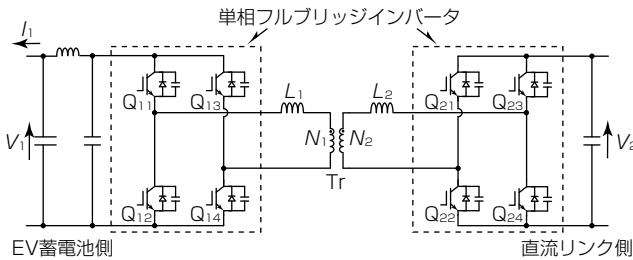 単相フルブリッジインバータ
I1
Q11
Q13
L1
L2
Q21
Q23
V1
N1
N2
V2
Tr
Q12
Q14
Q22
Q24
EV蓄電池側
直流リンク側